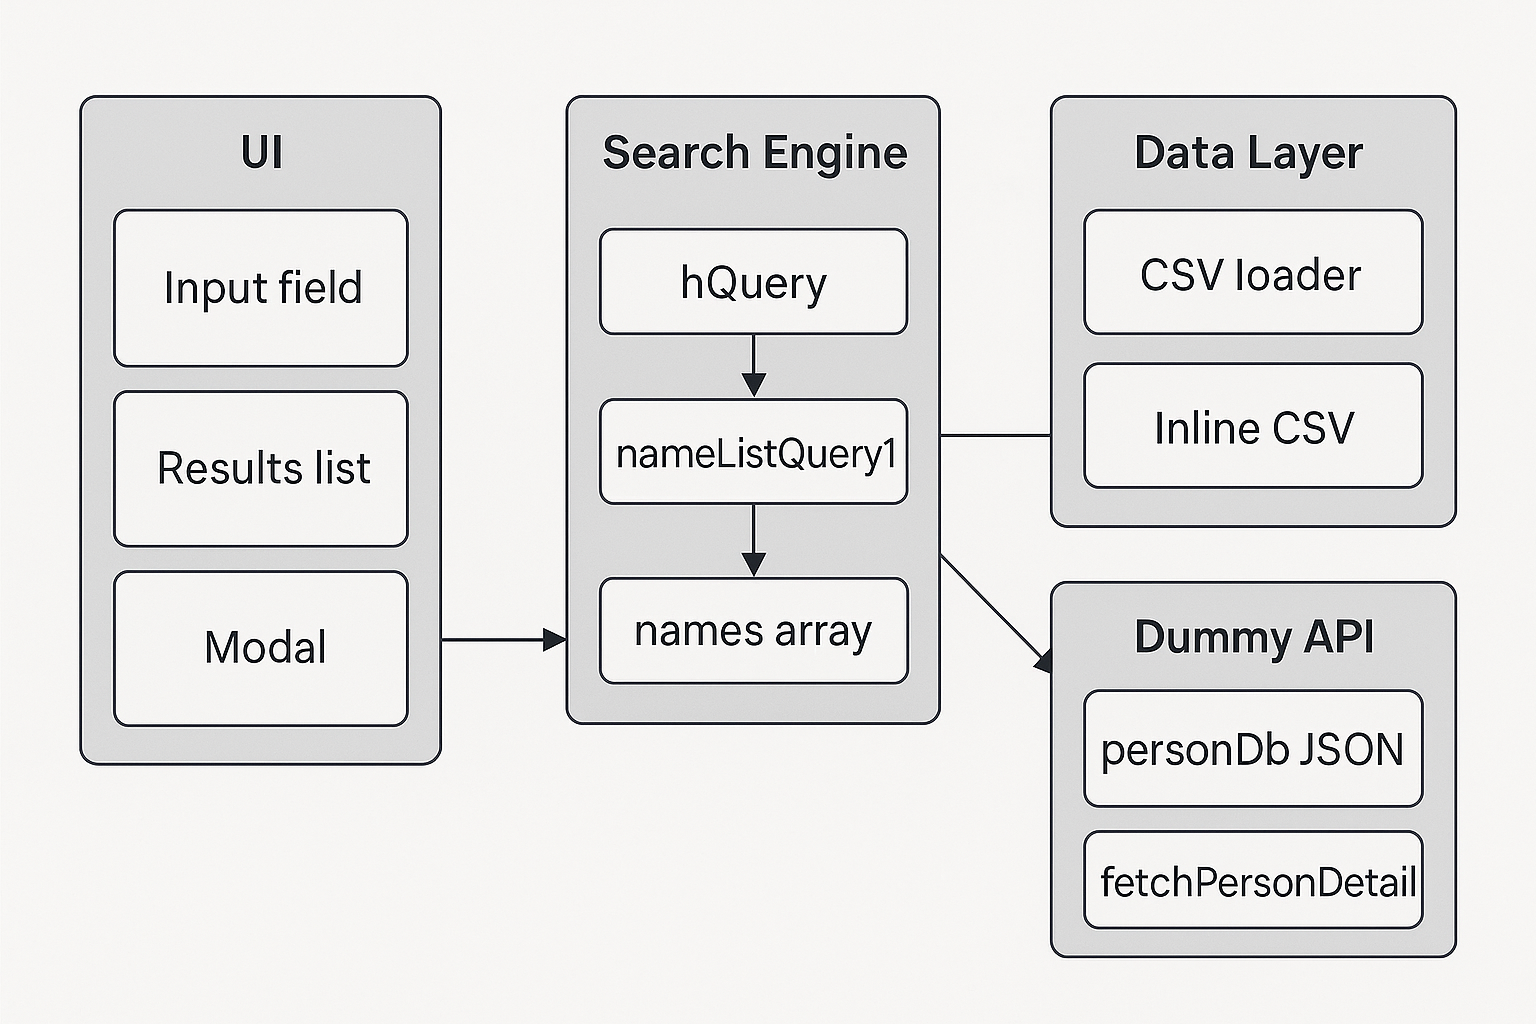 UI
Input field
Results list
Modal
Search Engine
hQuery
nameListQuery1
names array
Data Layer
CSV loader
Inline CSV
Dummy API
personDb JSON
fetchPersonDetail